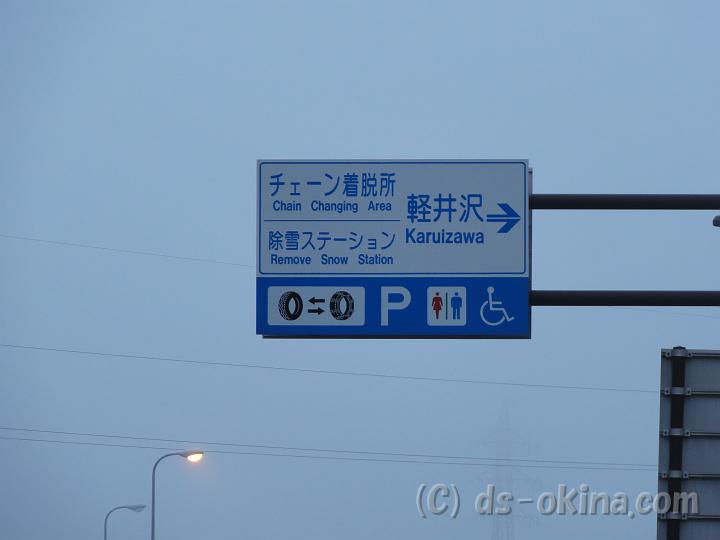 チェーン着脱所
Chain Changing Area
除雪ステーション
Remove Snow Station
軽井沢
Karuizawa
P
(C) ds-okina.com